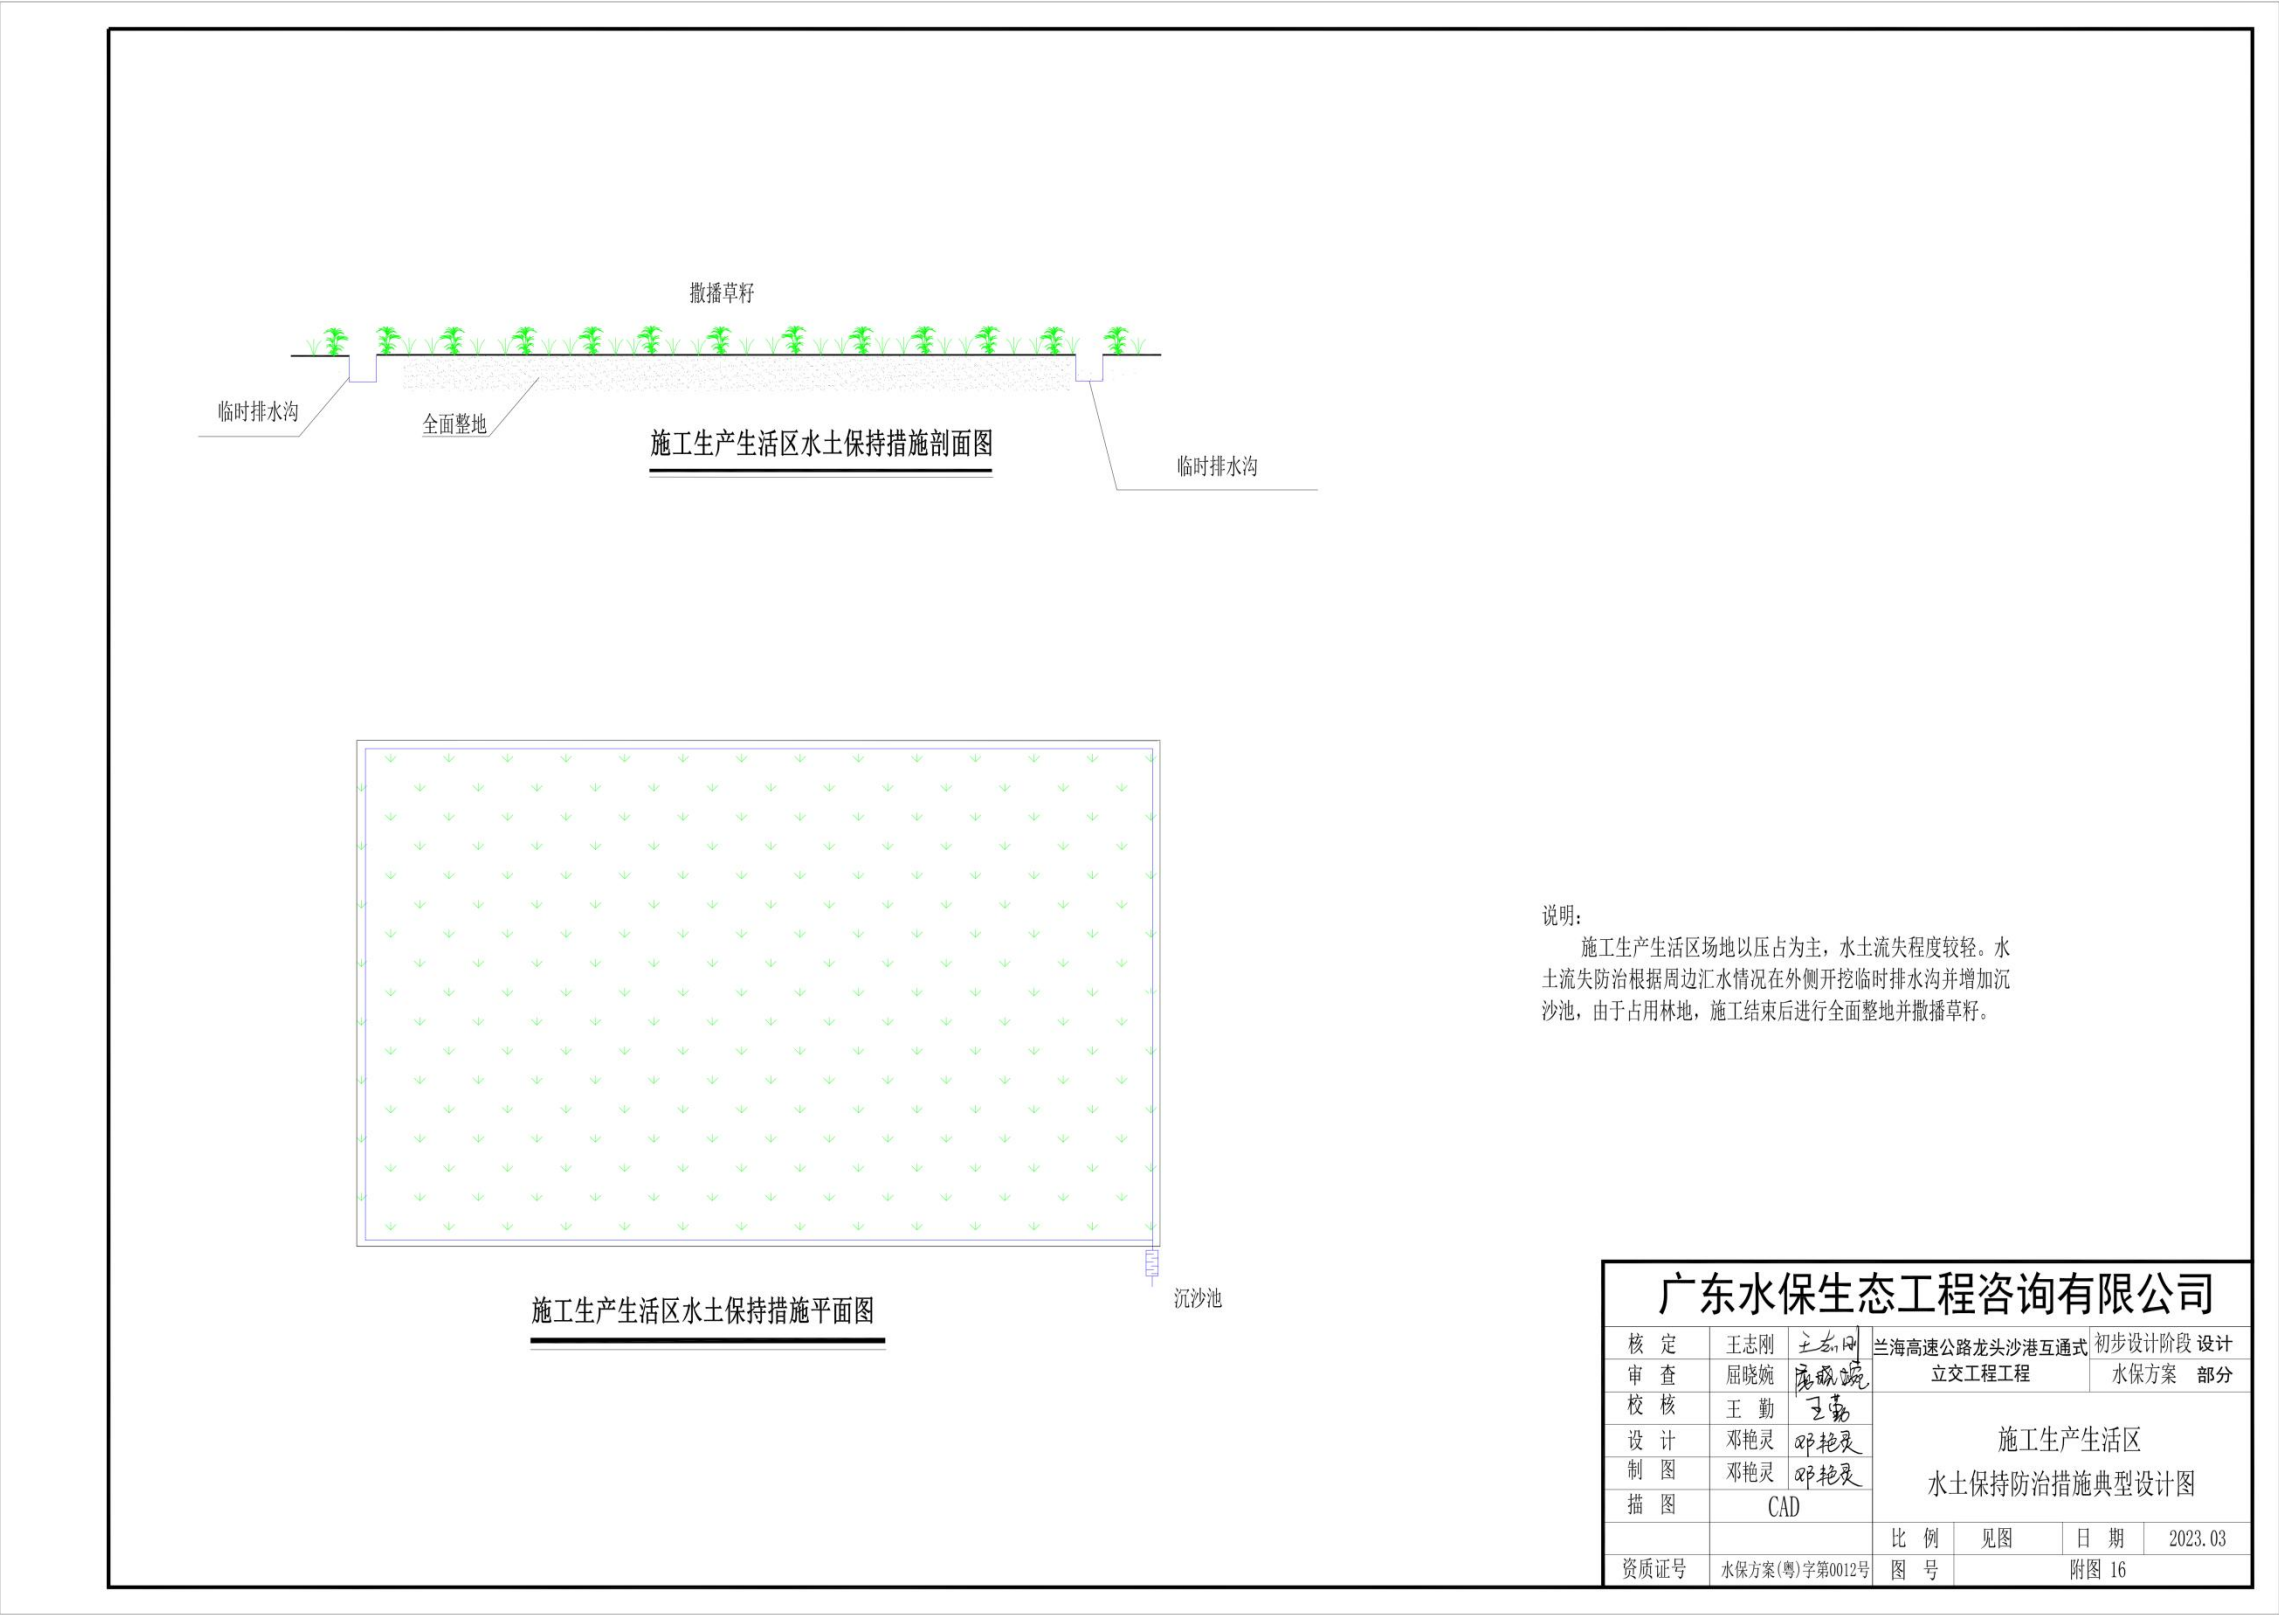 撒播草籽
临时排水沟
全面整地
施工生产生活区水土保持措施剖面图
临时排水沟
说明：
施工生产生活区场地以压占为主，水土流失程度较轻。水
土流失防治根据周边汇水情况在外侧开挖临时排水沟并增加沉
沙池，由于占用林地，施工结束后进行全面整地并撒播草籽。
沉沙池
施工生产生活区水土保持措施平面图
广东水保生态工程咨询有限公司
核 定 王志刚 王志刚 兰海高速公路龙头沙港互通式 初步设计阶段 设计
审 查 屈晓婉 屈晓婉 立交工程工程 水保方案 部分
校 核 王 勤 王勤
设 计 邓艳灵 邓艳灵 施工生产生活区
制 图 邓艳灵 邓艳灵 水土保持防治措施典型设计图
描 图 CAD
比 例 见图 日 期 2023.03
资质证号 水保方案(粤)字第0012号 图 号 附图 16